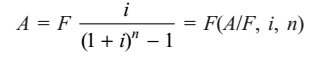 A = F i / ((1 + i)ⁿ − 1) = F(A/F, i, n)